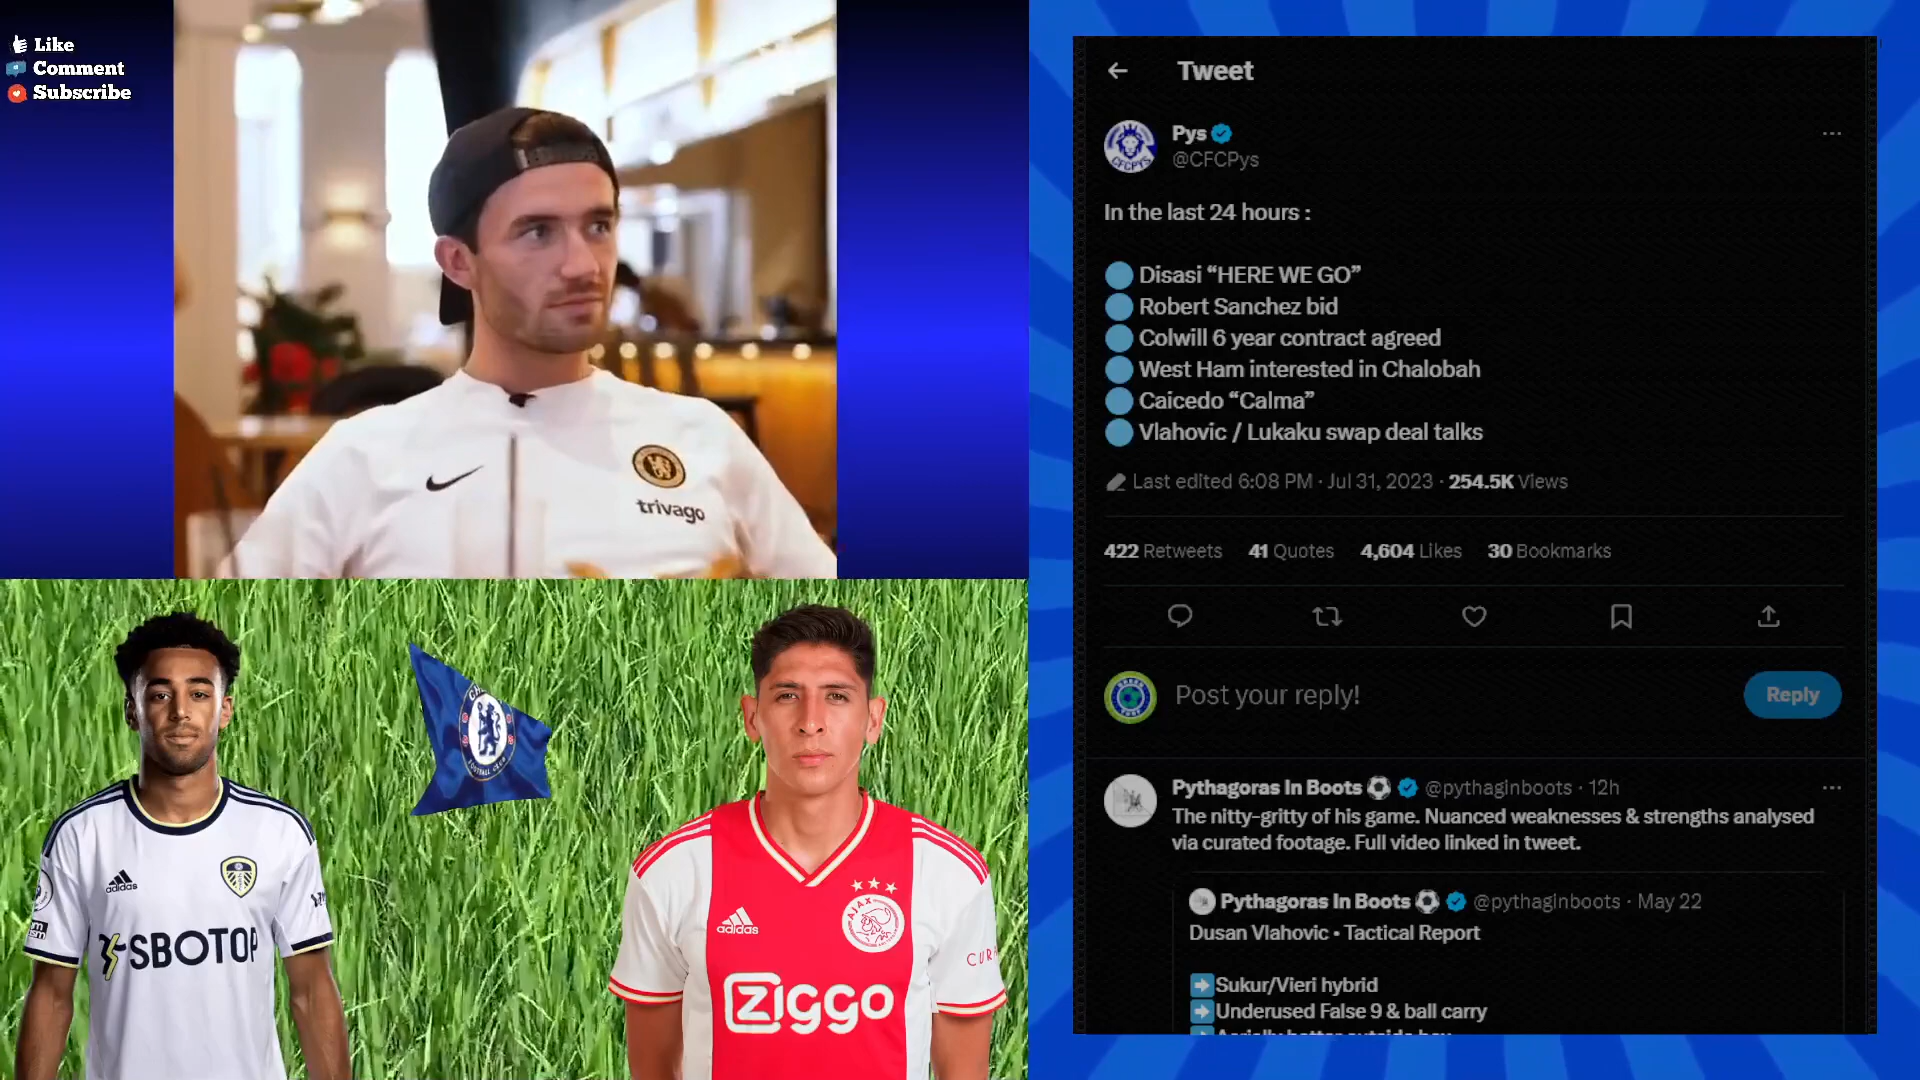 Like
Comment
Subscribe
trivago
SBOTOP
adidas
AJAX
adidas
ziggo
Tweet
Pys
@CFCPys
In the last 24 hours :
Disasi “HERE WE GO”
Robert Sanchez bid
Colwill 6 year contract agreed
West Ham interested in Chalobah
Caicedo “Calma”
Vlahovic / Lukaku swap deal talks
Last edited 6:08 PM · Jul 31, 2023 · 254.5K Views
422 Retweets 41 Quotes 4,604 Likes 30 Bookmarks
Post your reply!
Reply
Pythagoras In Boots @pythaginboots · 12h
The nitty-gritty of his game. Nuanced weaknesses & strengths analysed
via curated footage. Full video linked in tweet.
Pythagoras In Boots @pythaginboots · May 22
Dusan Vlahovic • Tactical Report
Sukur/Vieri hybrid
Underused False 9 & ball carry